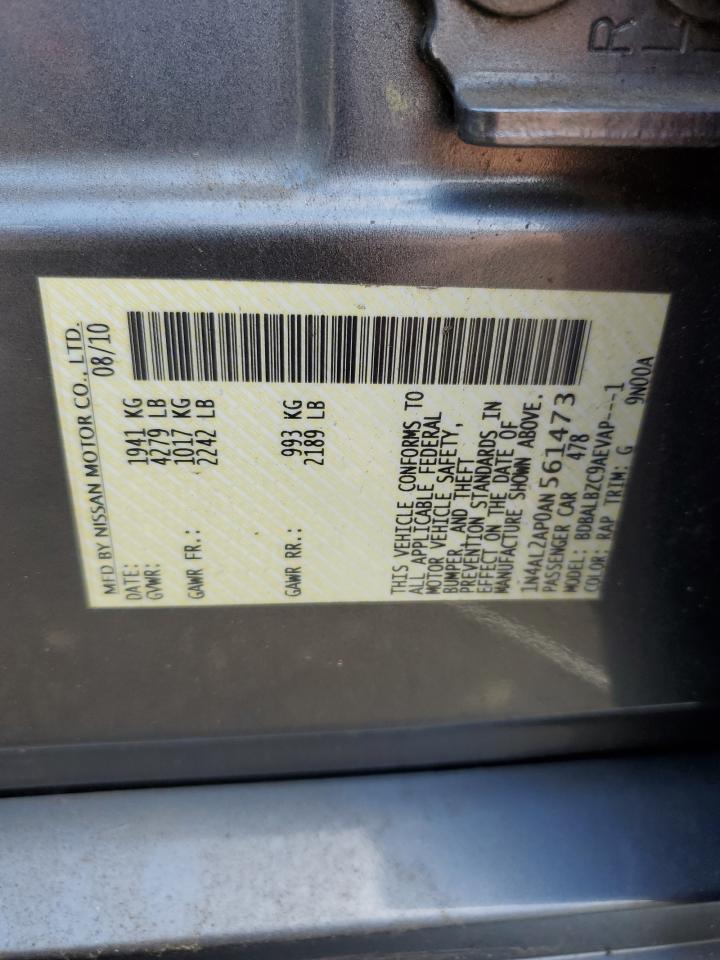 MFD BY NISSAN MOTOR CO., LTD.
DATE: 08/10
GVWR: 1941 KG
4279 LB
GAWR FR.: 1017 KG
2242 LB
GAWR RR.: 993 KG
2189 LB
THIS VEHICLE CONFORMS TO
ALL APPLICABLE FEDERAL
MOTOR VEHICLE SAFETY,
BUMPER, AND THEFT
PREVENTION STANDARDS IN
EFFECT ON THE DATE OF
MANUFACTURE SHOWN ABOVE.
1N4AL2AP0AN561473
PASSENGER CAR 478
MODEL: BDBALBZC9AEVAP---1
COLOR: RAP TRIM: G 9N00A
R